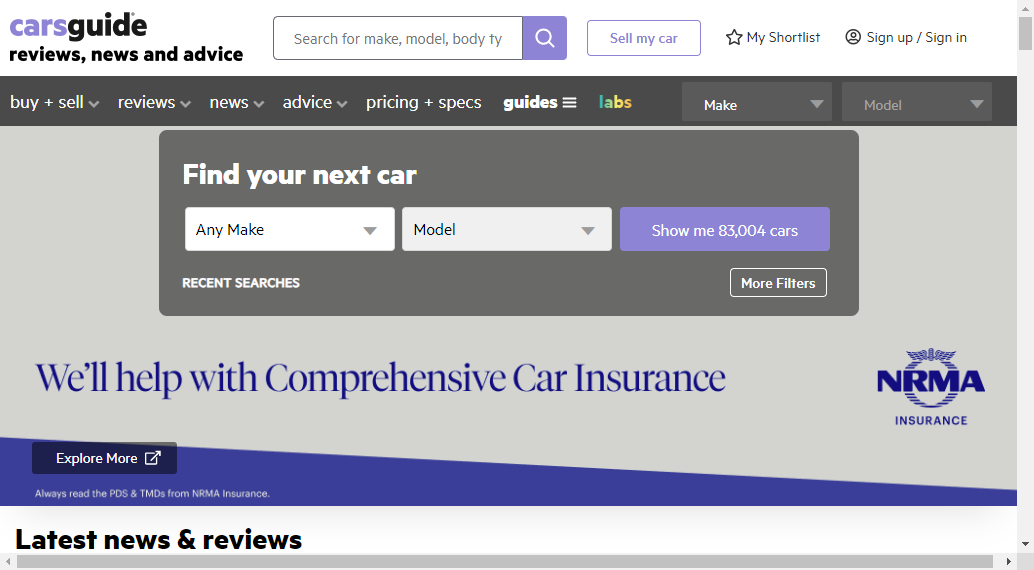 carsguide
reviews, news and advice
Search for make, model, body ty
Sell my car
My Shortlist
Sign up / Sign in
buy + sell
reviews
news
advice
pricing + specs
guides
labs
Make
Model
Find your next car
Any Make
Model
Show me 83,004 cars
RECENT SEARCHES
More Filters
We'll help with Comprehensive Car Insurance
NRMA
INSURANCE
Explore More
Always read the PDS & TMDs from NRMA Insurance.
Latest news & reviews